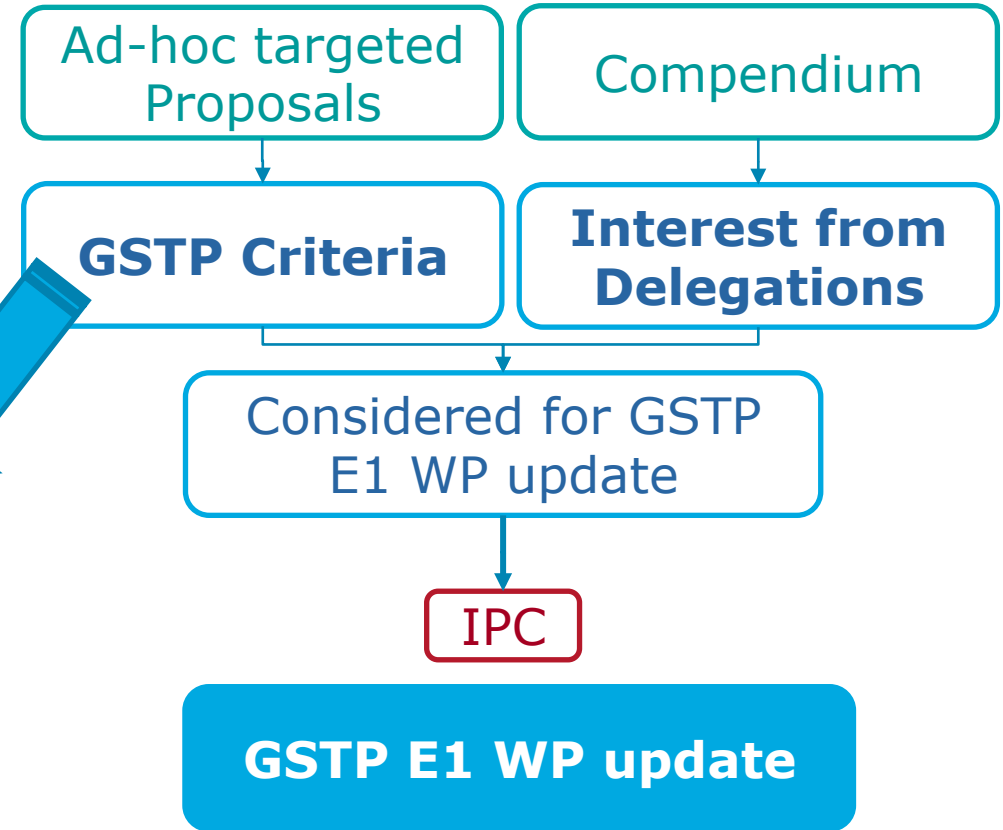 Ad-hoc targeted
Proposals
Compendium
GSTP Criteria
Interest from
Delegations
Considered for GSTP
E1 WP update
IPC
GSTP E1 WP update